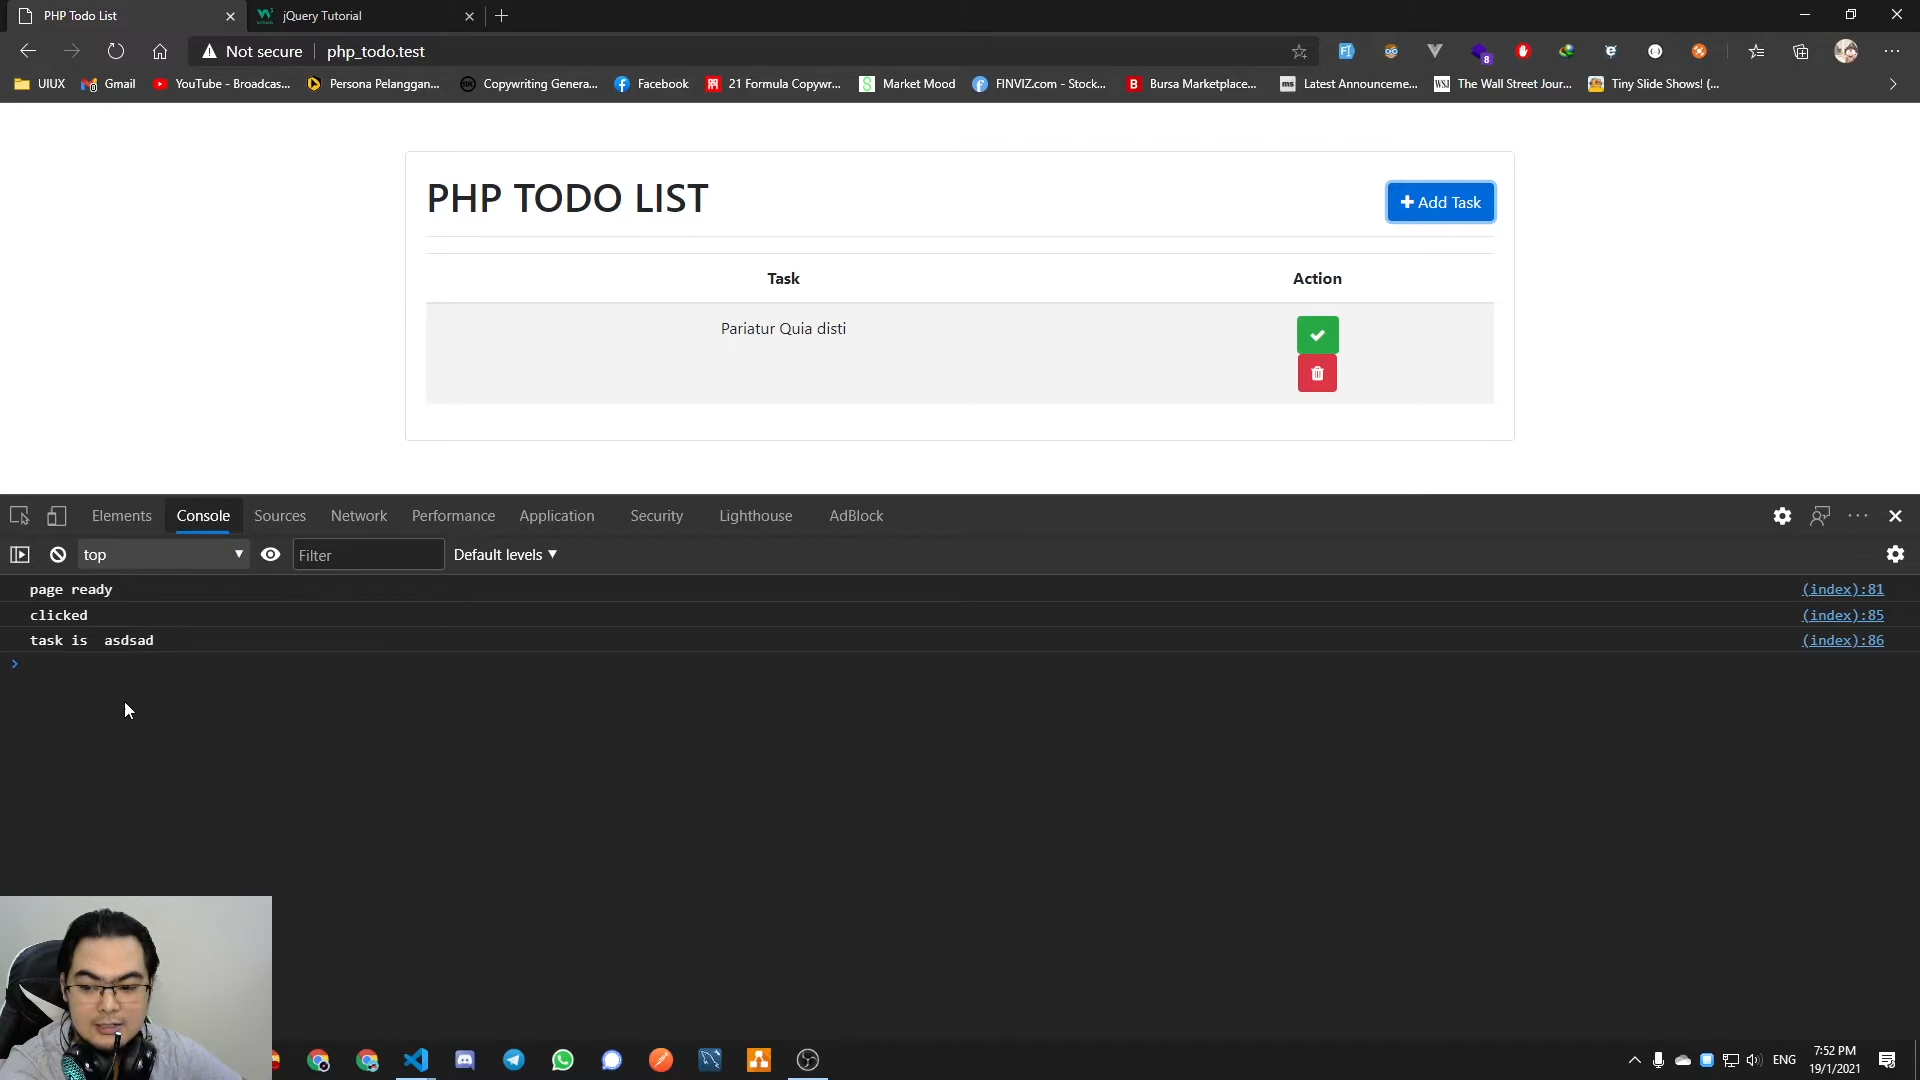 PHP Todo List
jQuery Tutorial
Not secure
php_todo.test
8
UIUX
Gmail
YouTube - Broadcas...
Persona Pelanggan...
Copywriting Genera...
Facebook
21 Formula Copywr...
Market Mood
FINVIZ.com - Stock...
Bursa Marketplace...
Latest Announceme...
The Wall Street Jour...
Tiny Slide Shows! (...
PHP TODO LIST
Add Task
Task Action
Pariatur Quia disti
Elements Console Sources Network Performance Application Security Lighthouse AdBlock
top Filter Default levels
page ready (index):81
clicked (index):85
task is asdsad (index):86
ENG
7:52 PM
19/1/2021